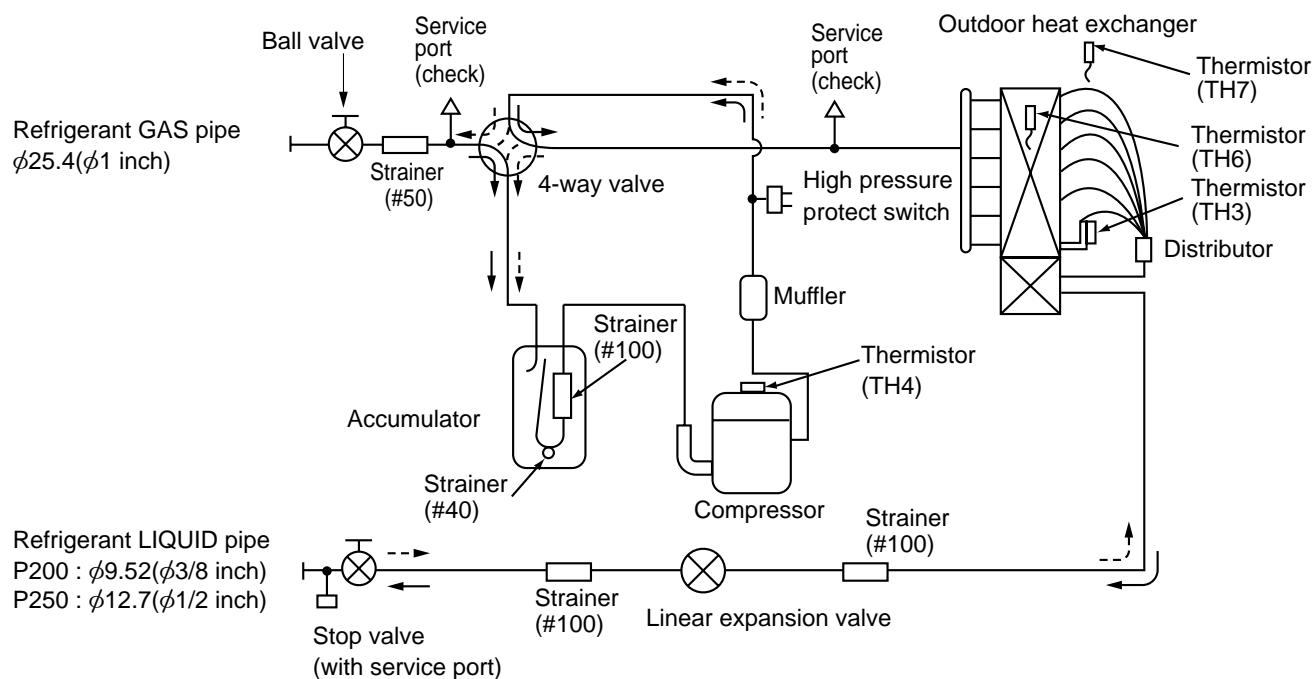 Ball valve
Service
port
(check)
Service
port
(check)
Outdoor heat exchanger
Thermistor
(TH7)
Refrigerant GAS pipe
ϕ25.4(ϕ1 inch)
Strainer
(#50)
4-way valve
High pressure
protect switch
Thermistor
(TH6)
Thermistor
(TH3)
Distributor
Muffler
Strainer
(#100)
Thermistor
(TH4)
Accumulator
Strainer
(#40)
Compressor
Refrigerant LIQUID pipe
P200 : ϕ9.52(ϕ3/8 inch)
P250 : ϕ12.7(ϕ1/2 inch)
Strainer
(#100)
Strainer
(#100)
Linear expansion valve
Stop valve
(with service port)